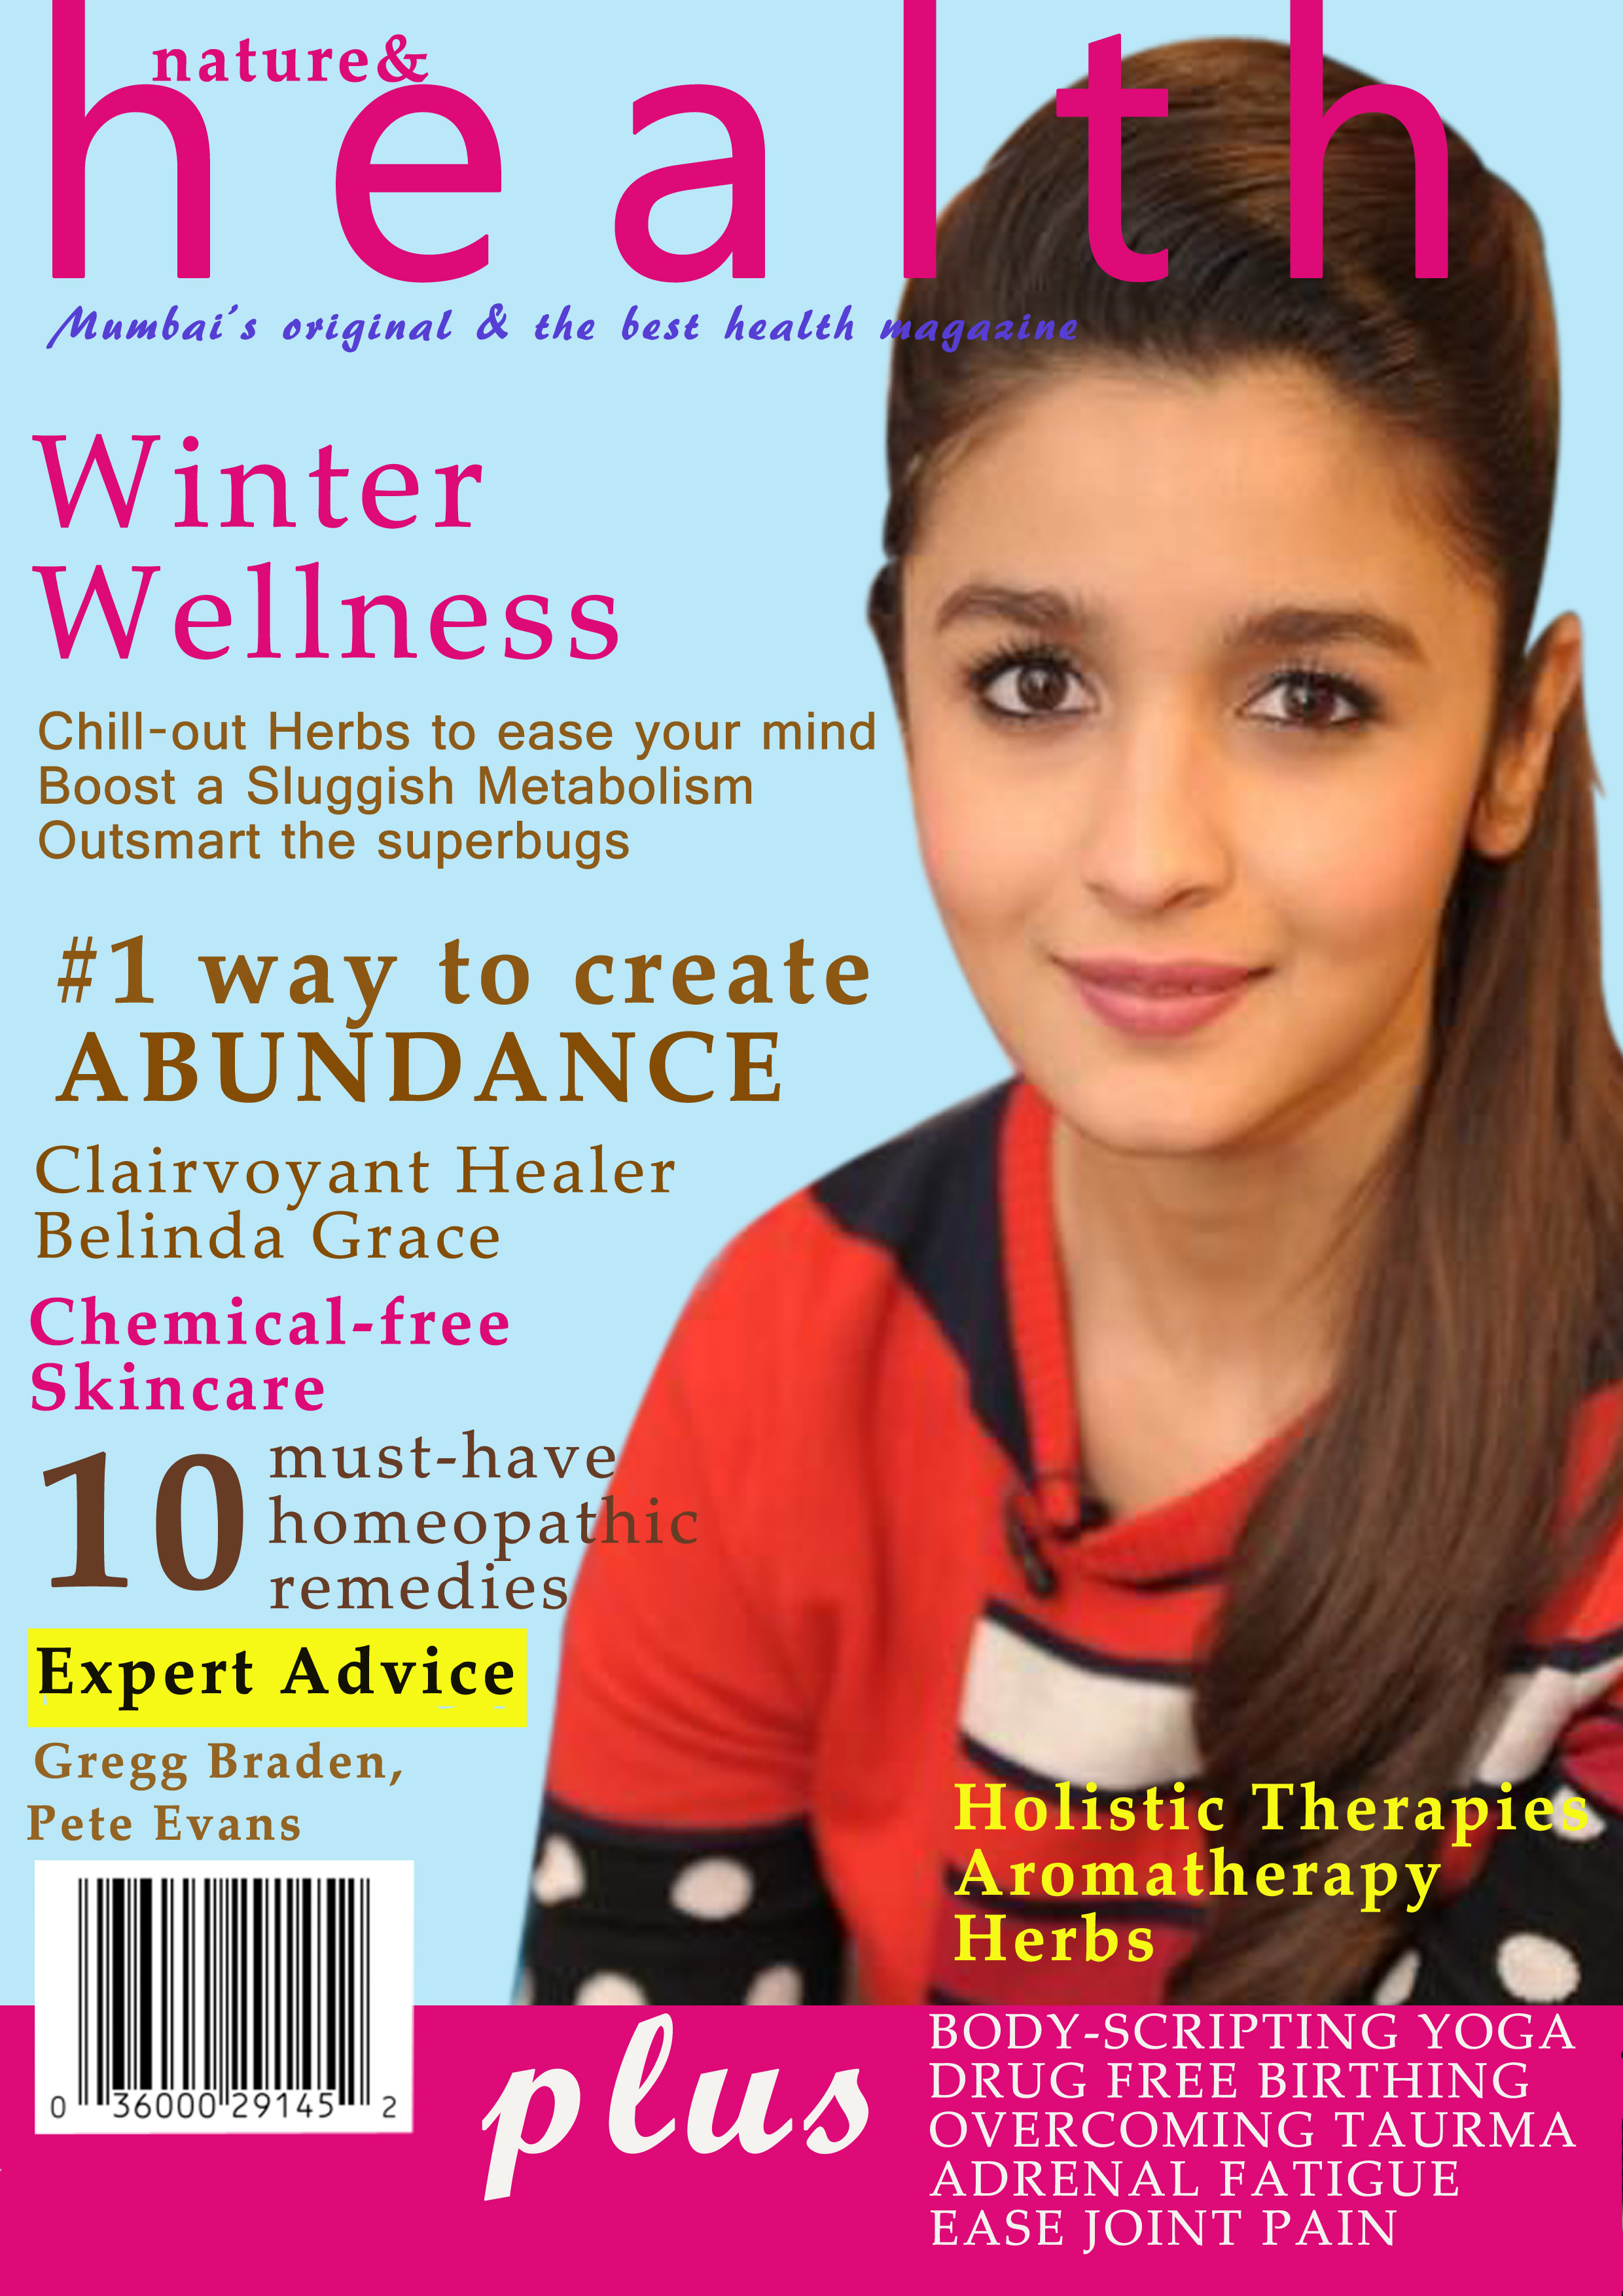 nature&
health
Mumbai's original & the best health magazine
Winter
Wellness
Chill-out Herbs to ease your mind
Boost a Sluggish Metabolism
Outsmart the superbugs
#1 way to create
ABUNDANCE
Clairvoyant Healer
Belinda Grace
Chemical-free
Skincare
10 must-have
homeopathic
remedies
Expert Advice
Gregg Braden,
Pete Evans
Holistic Therapies
Aromatherapy
Herbs
0 36000 29145 2
plus
BODY-SCRIPTING YOGA
DRUG FREE BIRTHING
OVERCOMING TAURMA
ADRENAL FATIGUE
EASE JOINT PAIN